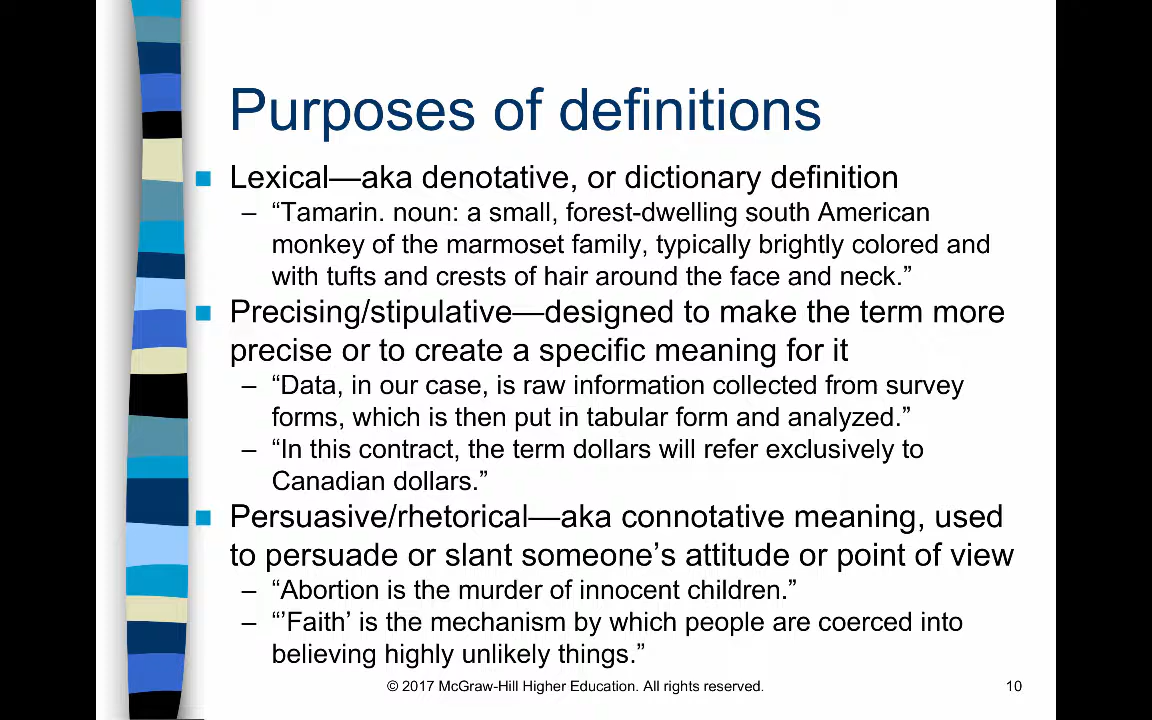 Purposes of definitions
Lexical—aka denotative, or dictionary definition
– “Tamarin. noun: a small, forest-dwelling south American
monkey of the marmoset family, typically brightly colored and
with tufts and crests of hair around the face and neck.”
Precising/stipulative—designed to make the term more
precise or to create a specific meaning for it
– “Data, in our case, is raw information collected from survey
forms, which is then put in tabular form and analyzed.”
– “In this contract, the term dollars will refer exclusively to
Canadian dollars.”
Persuasive/rhetorical—aka connotative meaning, used
to persuade or slant someone’s attitude or point of view
– “Abortion is the murder of innocent children.”
– “’Faith’ is the mechanism by which people are coerced into
believing highly unlikely things.”
© 2017 McGraw-Hill Higher Education. All rights reserved.
10